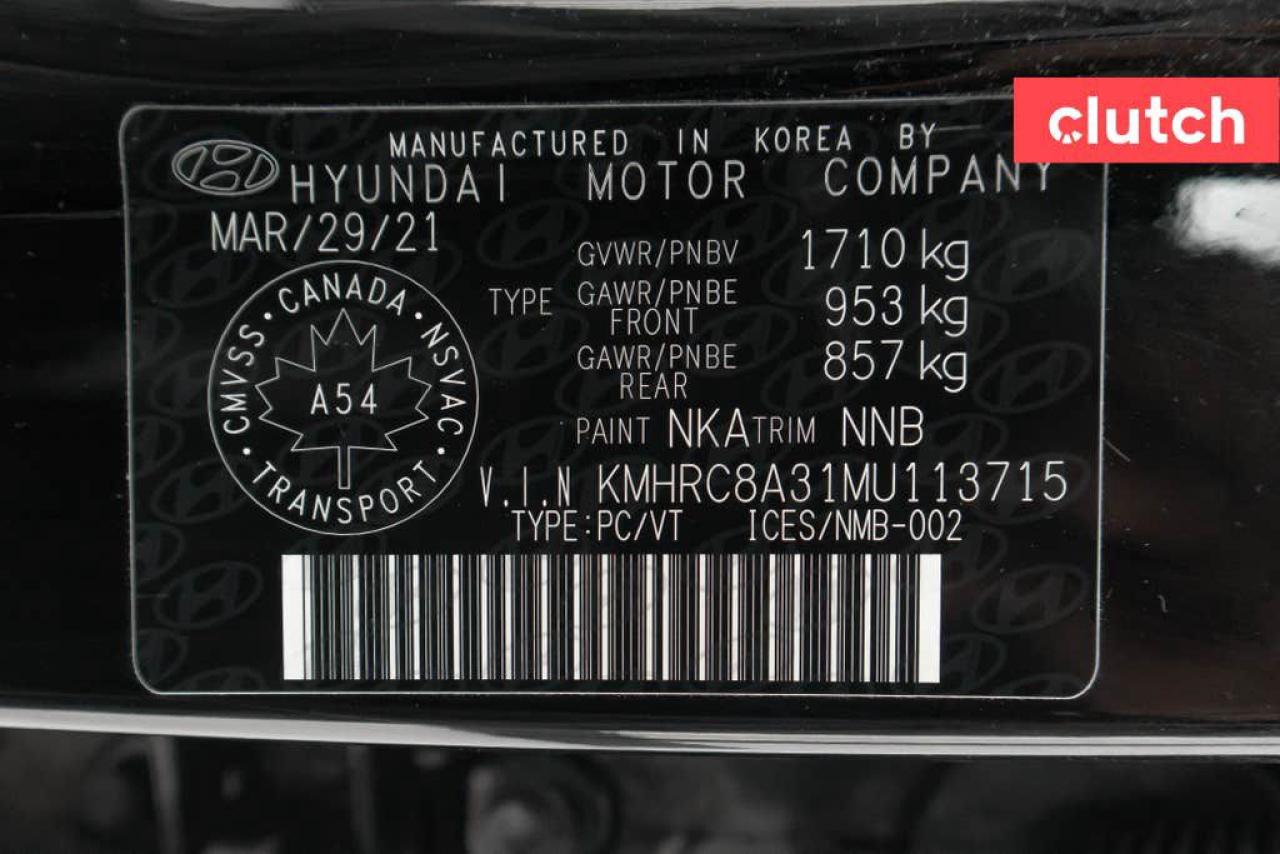 clutch
MANUFACTURED IN KOREA BY
HYUNDAI MOTOR COMPANY
MAR/29/21
GVWR/PNBV 1710 kg
TYPE GAWR/PNBE FRONT 953 kg
GAWR/PNBE REAR 857 kg
CANADA · NSVAC · TRANSPORT · CMVSS ·
A54
PAINT NKA TRIM NNB
V.I.N KMHRC8A31MU113715
TYPE:PC/VT ICES/NMB-002